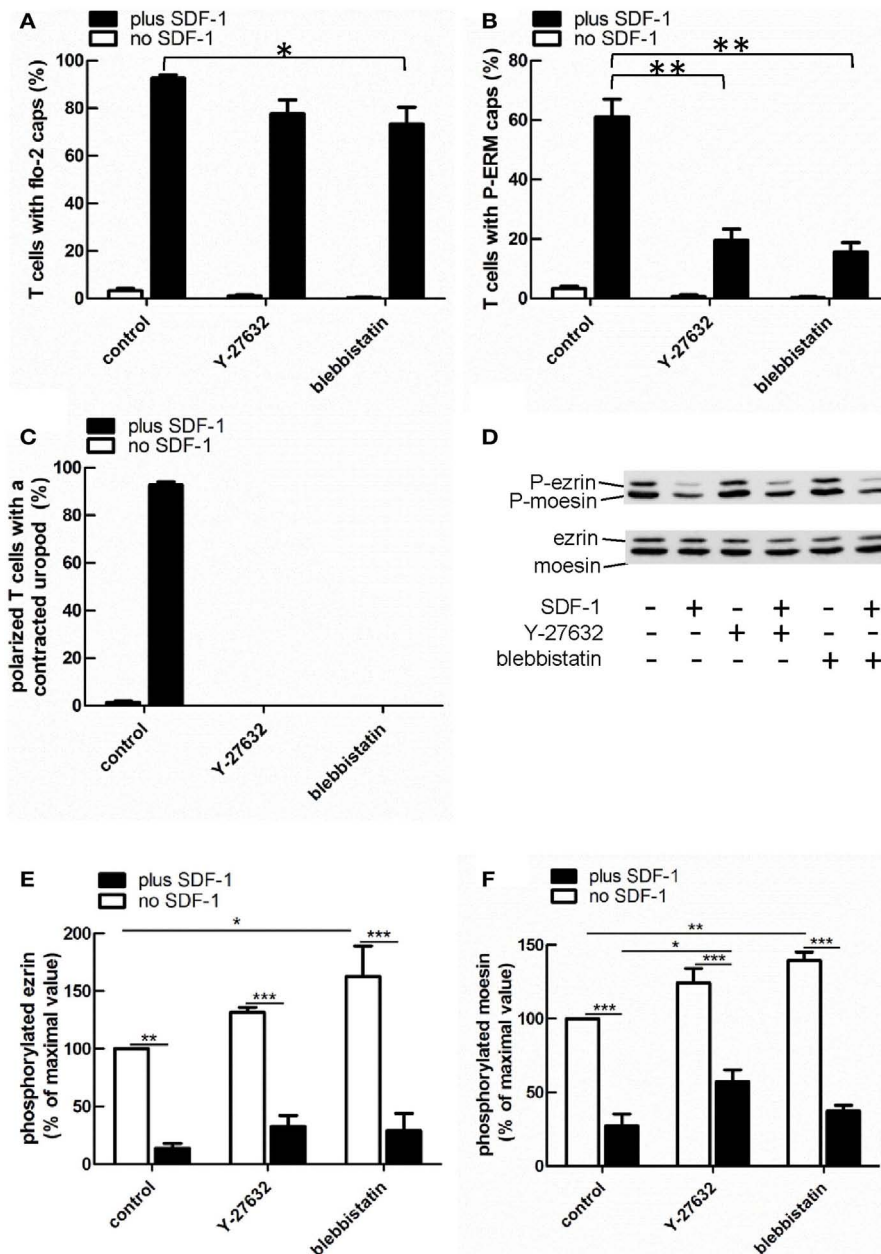 A
plus SDF-1
no SDF-1
T cells with flo-2 caps (%)
100
80
60
40
20
0
*
control
Y-27632
blebbistatin
B
plus SDF-1
no SDF-1
T cells with P-ERM caps (%)
80
60
40
20
0
**
**
control
Y-27632
blebbistatin
C
plus SDF-1
no SDF-1
polarized T cells with a
contracted uropod (%)
100
80
60
40
20
0
control
Y-27632
blebbistatin
D
P-ezrin
P-moesin
ezrin
moesin
SDF-1 - + - + - +
Y-27632 - - + + - -
blebbistatin - - - - + +
E
plus SDF-1
no SDF-1
phosphorylated ezrin
(% of maximal value)
200
150
100
50
0
*
**
***
***
control
Y-27632
blebbistatin
F
plus SDF-1
no SDF-1
phosphorylated moesin
(% of maximal value)
150
100
50
0
**
*
***
***
***
control
Y-27632
blebbistatin